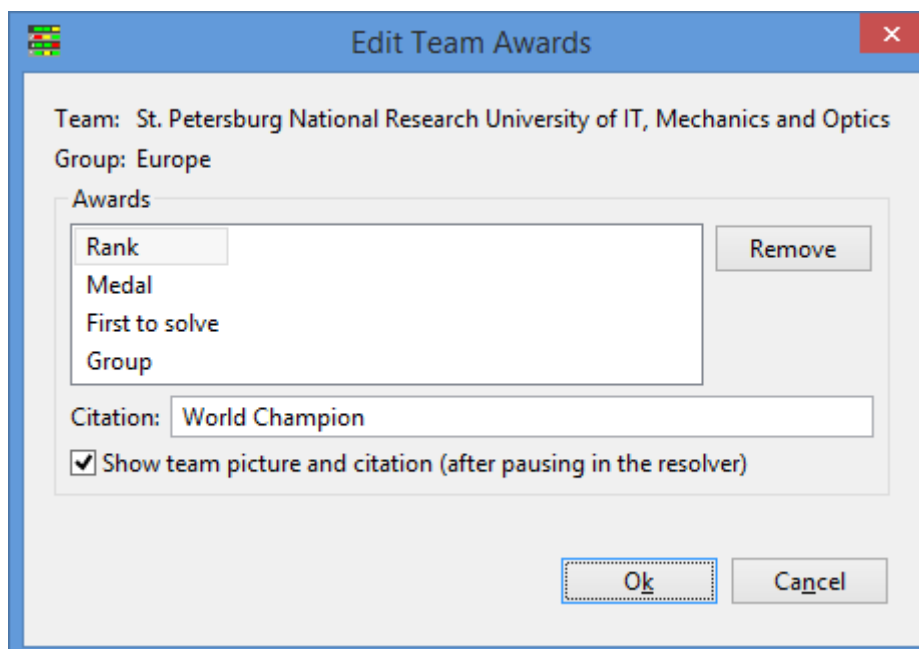 Edit Team Awards
Team: St. Petersburg National Research University of IT, Mechanics and Optics
Group: Europe
Awards
Rank
Remove
Medal
First to solve
Group
Citation: World Champion
Show team picture and citation (after pausing in the resolver)
Ok
Cancel